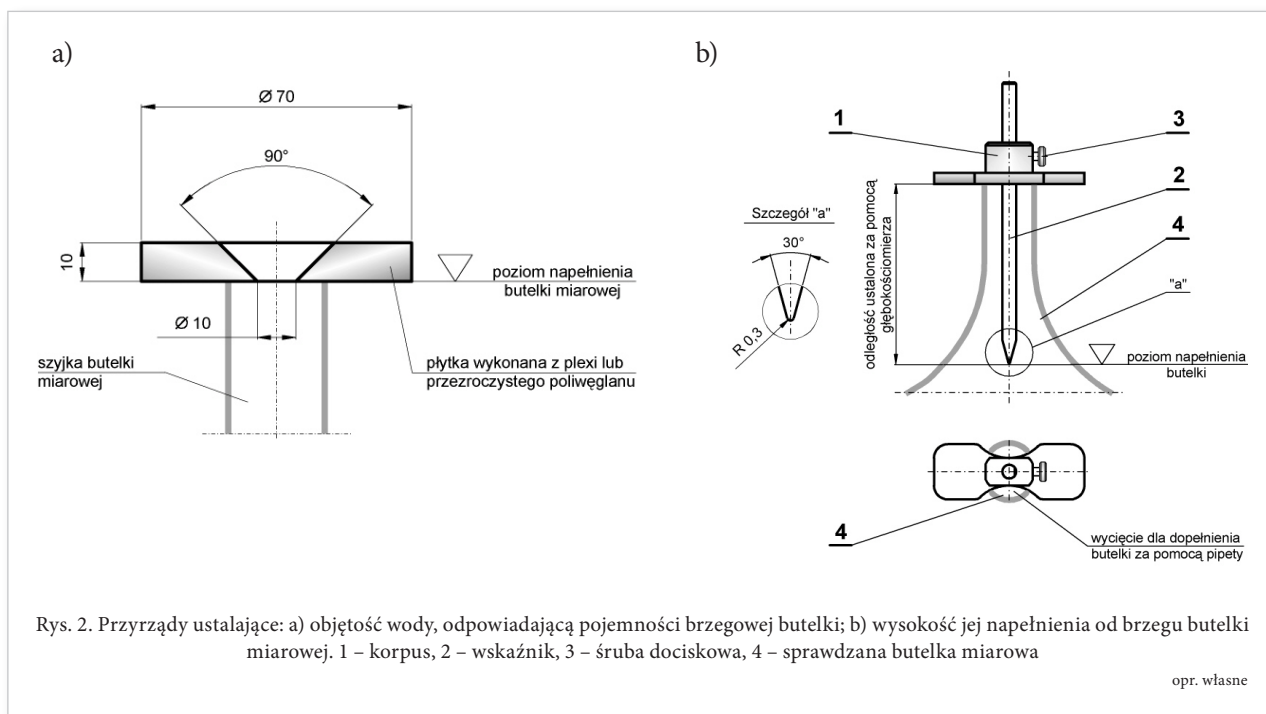 a)
Ø 70
90°
10
poziom napełnienia
butelki miarowej
Ø 10
szyjka butelki
miarowej
płytka wykonana z plexi lub
przezroczystego poliwęglanu
b)
1
3
2
4
Szczegół "a"
30°
R 0,3
odległość ustalona za pomocą
głębokościomierza
"a"
poziom napełnienia
butelki
4
wycięcie dla dopełnienia
butelki za pomocą pipety
Rys. 2. Przyrządy ustalające: a) objętość wody, odpowiadającą pojemności brzegowej butelki; b) wysokość jej napełnienia od brzegu butelki
miarowej. 1 – korpus, 2 – wskaźnik, 3 – śruba dociskowa, 4 – sprawdzana butelka miarowa
opr. własne